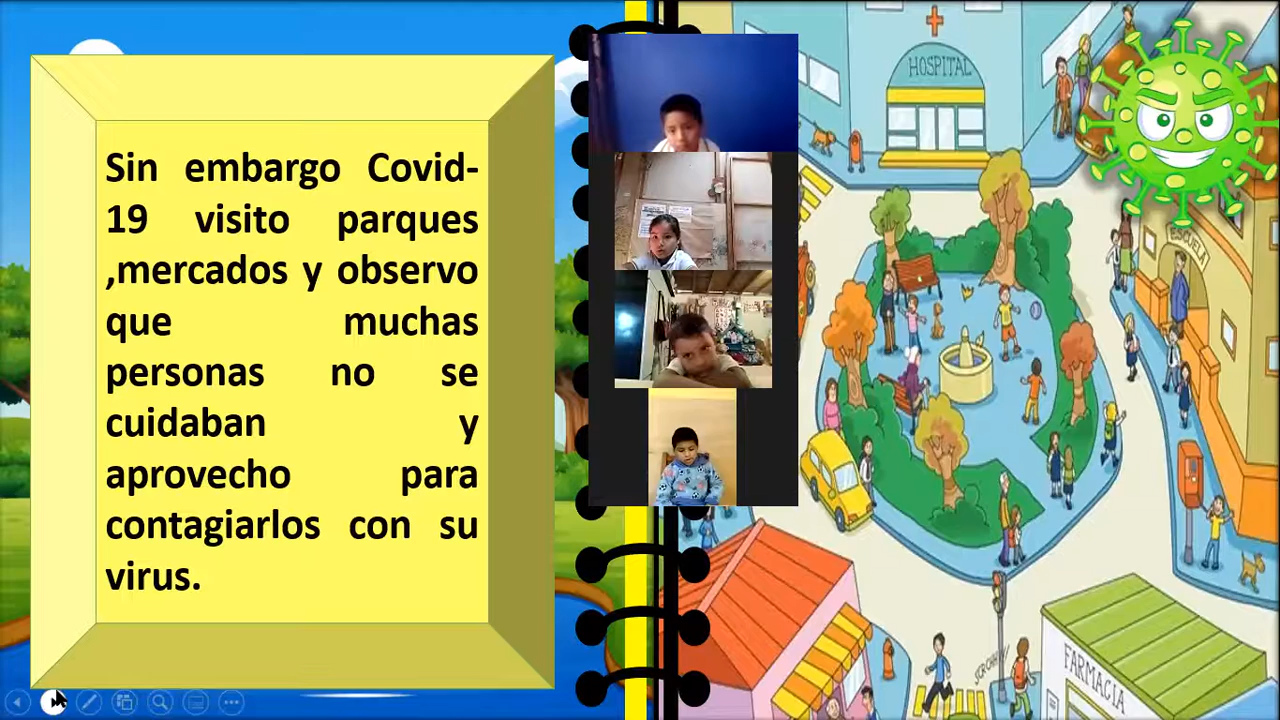 Sin embargo Covid-
19 visito parques
,mercados y observo
que muchas
personas no se
cuidaban y
aprovecho para
contagiarlos con su
virus.
HOSPITAL
ESCUELA
FARMACIA